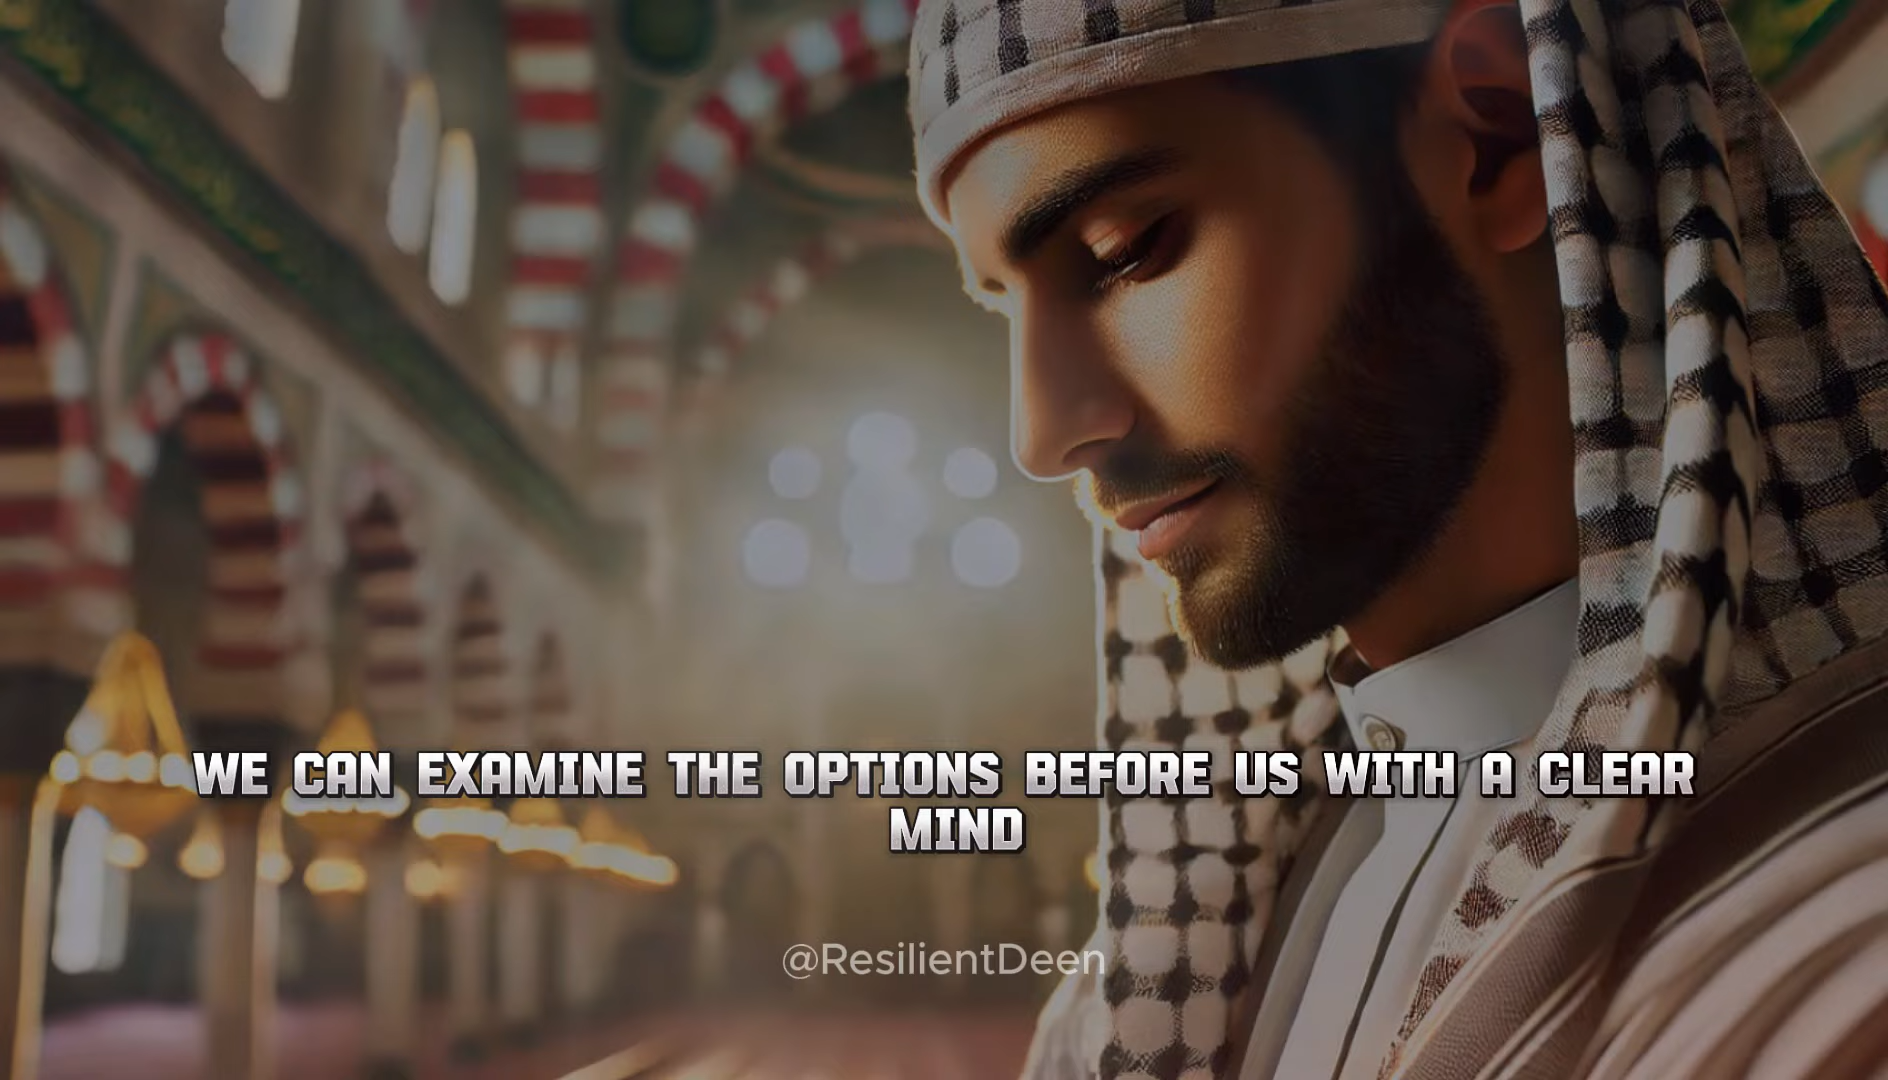 WE CAN EXAMINE THE OPTIONS BEFORE US WITH A CLEAR
MIND
@ResilientDeen